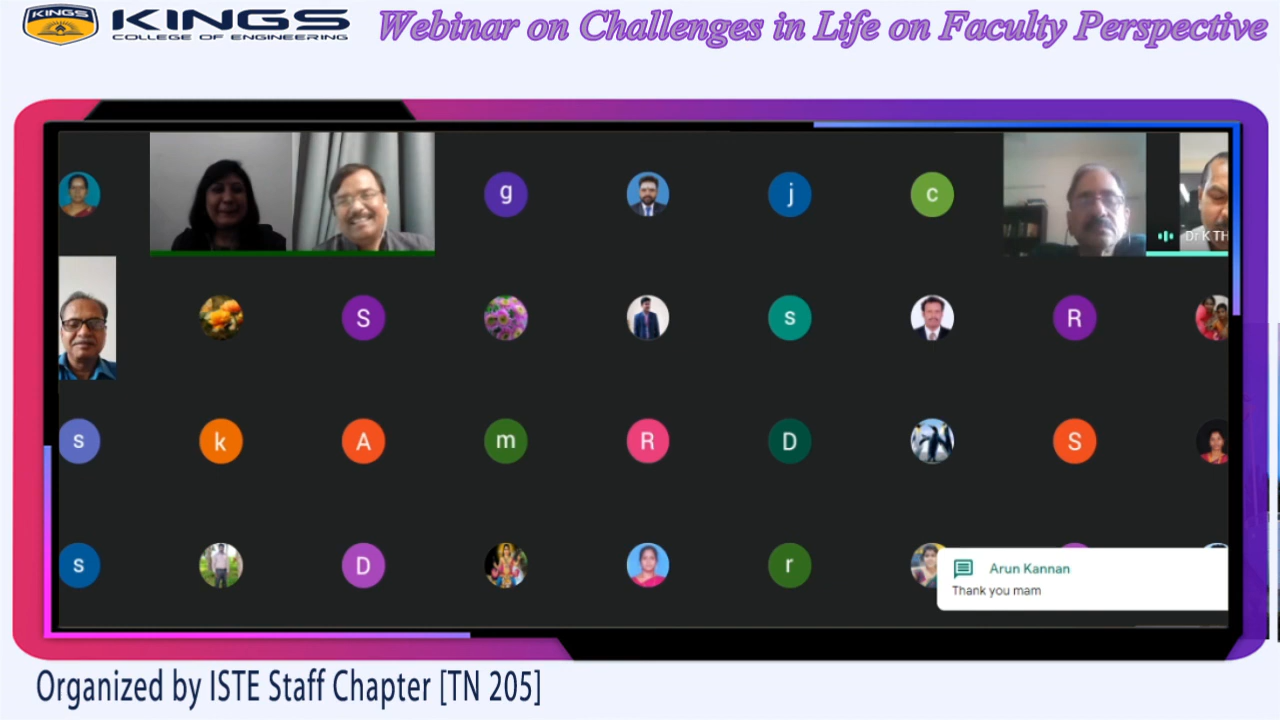 KINGS
KINGS
COLLEGE OF ENGINEERING
Webinar on Challenges in Life on Faculty Perspective
g
j
c
Dr K TH
S
s
R
s
k
A
m
R
D
S
s
D
r
Arun Kannan
Thank you mam
Organized by ISTE Staff Chapter [TN 205]